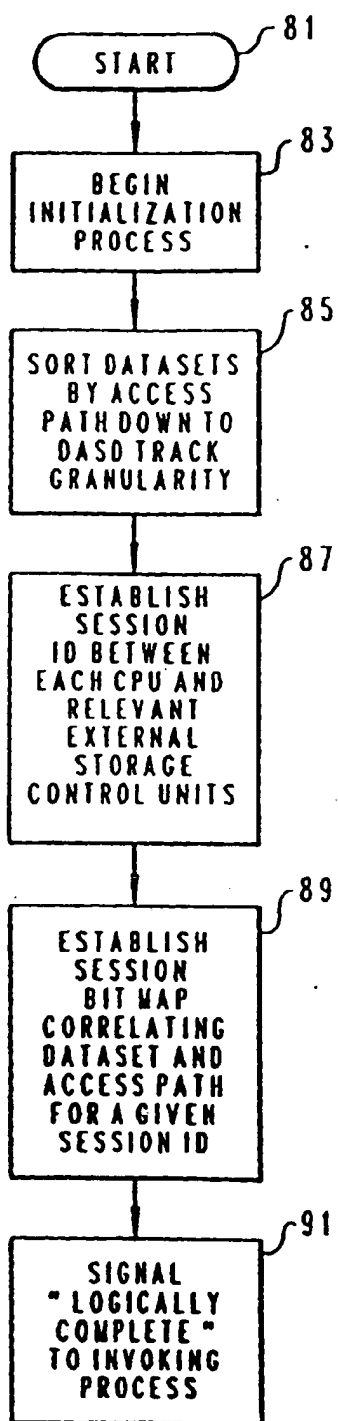 81
START
83
BEGIN
INITIALIZATION
PROCESS
85
SORT DATASETS
BY ACCESS
PATH DOWN TO
DASD TRACK
GRANULARITY
87
ESTABLISH
SESSION
ID BETWEEN
EACH CPU AND
RELEVANT
EXTERNAL
STORAGE
CONTROL UNITS
89
ESTABLISH
SESSION
BIT MAP
CORRELATING
DATASET AND
ACCESS PATH
FOR A GIVEN
SESSION ID
91
SIGNAL
" LOGICALLY
COMPLETE "
TO INVOKING
PROCESS